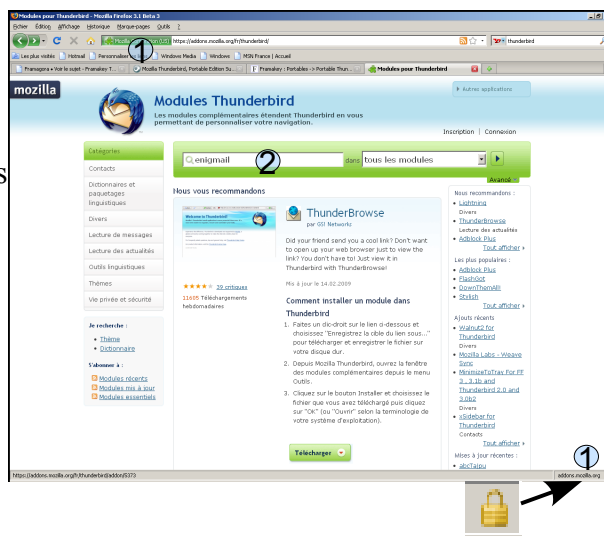 Modules pour Thunderbird - Mozilla Firefox 3.1 Beta 3
Fichier Edition Affichage Historique Marque-pages Outils ?
https://addons.mozilla.org/fr/thunderbird/
thunderbird
1
Les plus visités Hotmail Personnaliser Windows Media Windows MSN France | Accueil
Framagora • Voir le sujet - Framakey T... Mozilla Thunderbird, Portable Edition Su... Framakey : Portables -> Portable Thun... Modules pour Thunderbird
mozilla
Autres applications
Modules Thunderbird
Les modules complémentaires étendent Thunderbird en vous
permettant de personnaliser votre navigation.
Inscription | Connexion
s
Catégories
Contacts
Dictionnaires et
paquetages
linguistiques
Divers
Lecture de messages
Lecture des actualités
Outils linguistiques
Thèmes
Vie privée et sécurité
Je recherche :
Thème
Dictionnaire
S'abonner à :
Modules récents
Modules mis à jour
Modules essentiels
enigmail
2
dans tous les modules
Avancé
Nous vous recommandons
ThunderBrowse
par GSI Networks
Did your friend send you a cool link? Don't want
to open up your web browser just to view the
link? You don't have to! Just view it in
Thunderbird with ThunderBrowse!
39 critiques
11605 Téléchargements
hebdomadaires
Mis à jour le 14.02 2009
Comment installer un module dans
Thunderbird
1. Faites un clic-droit sur le lien ci-dessous et
choisissez "Enregistrez la cible du lien sous..."
pour télécharger et enregistrer le fichier sur
votre disque dur.
2. Depuis Mozilla Thunderbird, ouvrez la fenêtre
des modules complémentaires depuis le menu
Outils.
3. Cliquez sur le bouton Installer et choisissez le
fichier que vous avez téléchargé puis cliquez
sur "OK" (ou "Ouvrir" selon la terminologie de
votre système d'exploitation).
Télécharger
Nous recommandons :
Lightning
Divers
ThunderBrowse
Lecture des actualités
Adblock Plus
Tout afficher
Les plus populaires :
Adblock Plus
FlashGot
DownThemAll!
Stylish
Tout afficher
Ajouts récents
Walnut2 for
Thunderbird
Divers
Mozilla Labs - Weave
Sync
MinimizeToTray For FF
3 , 3.1b and
Thunderbird 2.0 and
3.0b2
Divers
xSidebar for
Thunderbird
Contacts
Tout afficher
Mises à jour récentes :
abcTajpu
1
https://addons.mozilla.org/fr/thunderbird/addon/5373
addons.mozilla.org